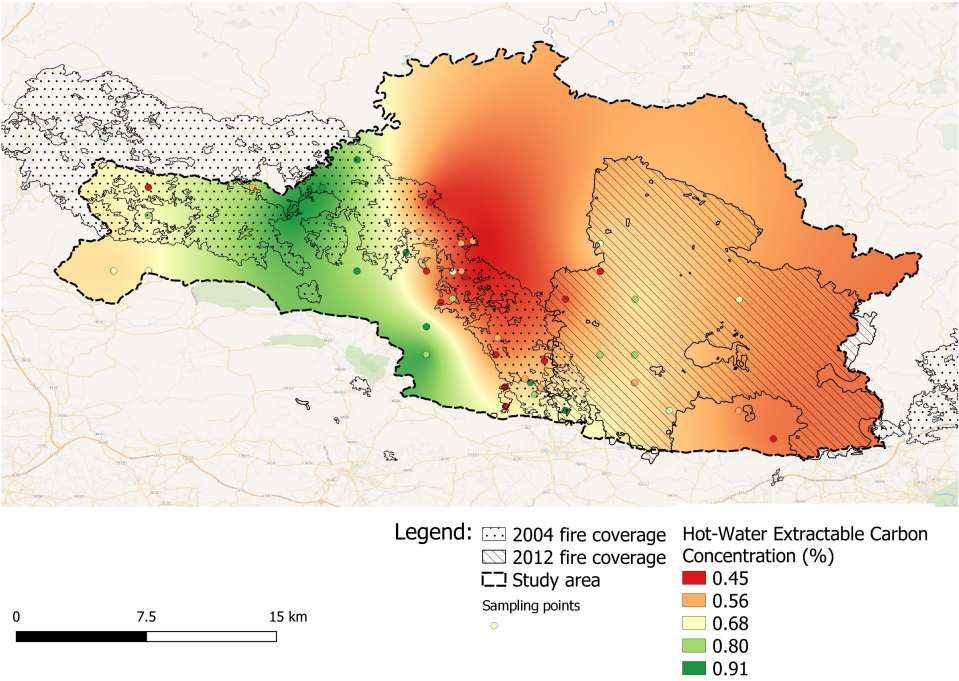 Legend:
2004 fire coverage
2012 fire coverage
Study area
Sampling points
Hot-Water Extractable Carbon
Concentration (%)
0.45
0.56
0.68
0.80
0.91
0 7.5 15 km